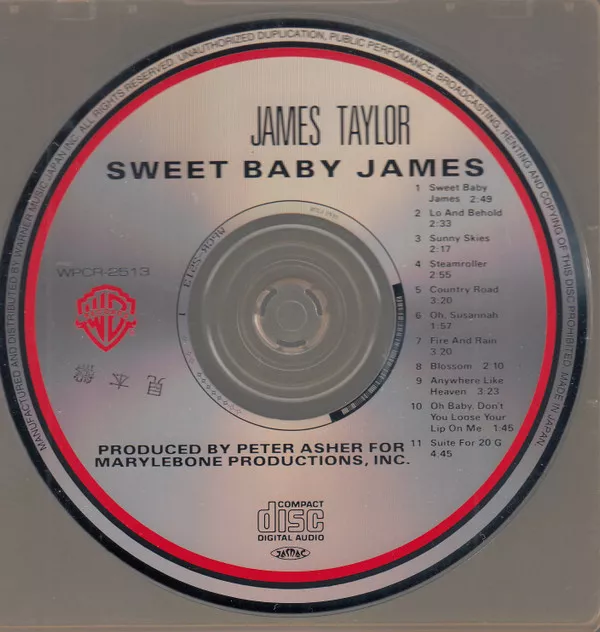 MANUFACTURED AND DISTRIBUTED BY WARNER MUSIC JAPAN INC. ALL RIGHTS RESERVED. UNAUTHORIZED DUPLICATION, PUBLIC PERFOMANCE, BROADCASTING, RENTING AND COPYING OF THIS DISC PROHIBITED. MADE IN JAPAN.
JAMES TAYLOR
SWEET BABY JAMES
1 Sweet Baby
James 2:49
2 Lo And Behold
2:33
3 Sunny Skies
2:17
4 Steamroller
2:55
5 Country Road
3:20
6 Oh, Susannah
1:57
7 Fire And Rain
3:20
8 Blossom 2:10
9 Anywhere Like
Heaven 3:23
10 Oh Baby, Don't
You Loose Your
Lip On Me 1:45
11 Suite For 20 G
4:45
WPCR-2513
WPCR-2513
PRODUCED BY PETER ASHER FOR
MARYLEBONE PRODUCTIONS, INC.
COMPACT
disc
DIGITAL AUDIO